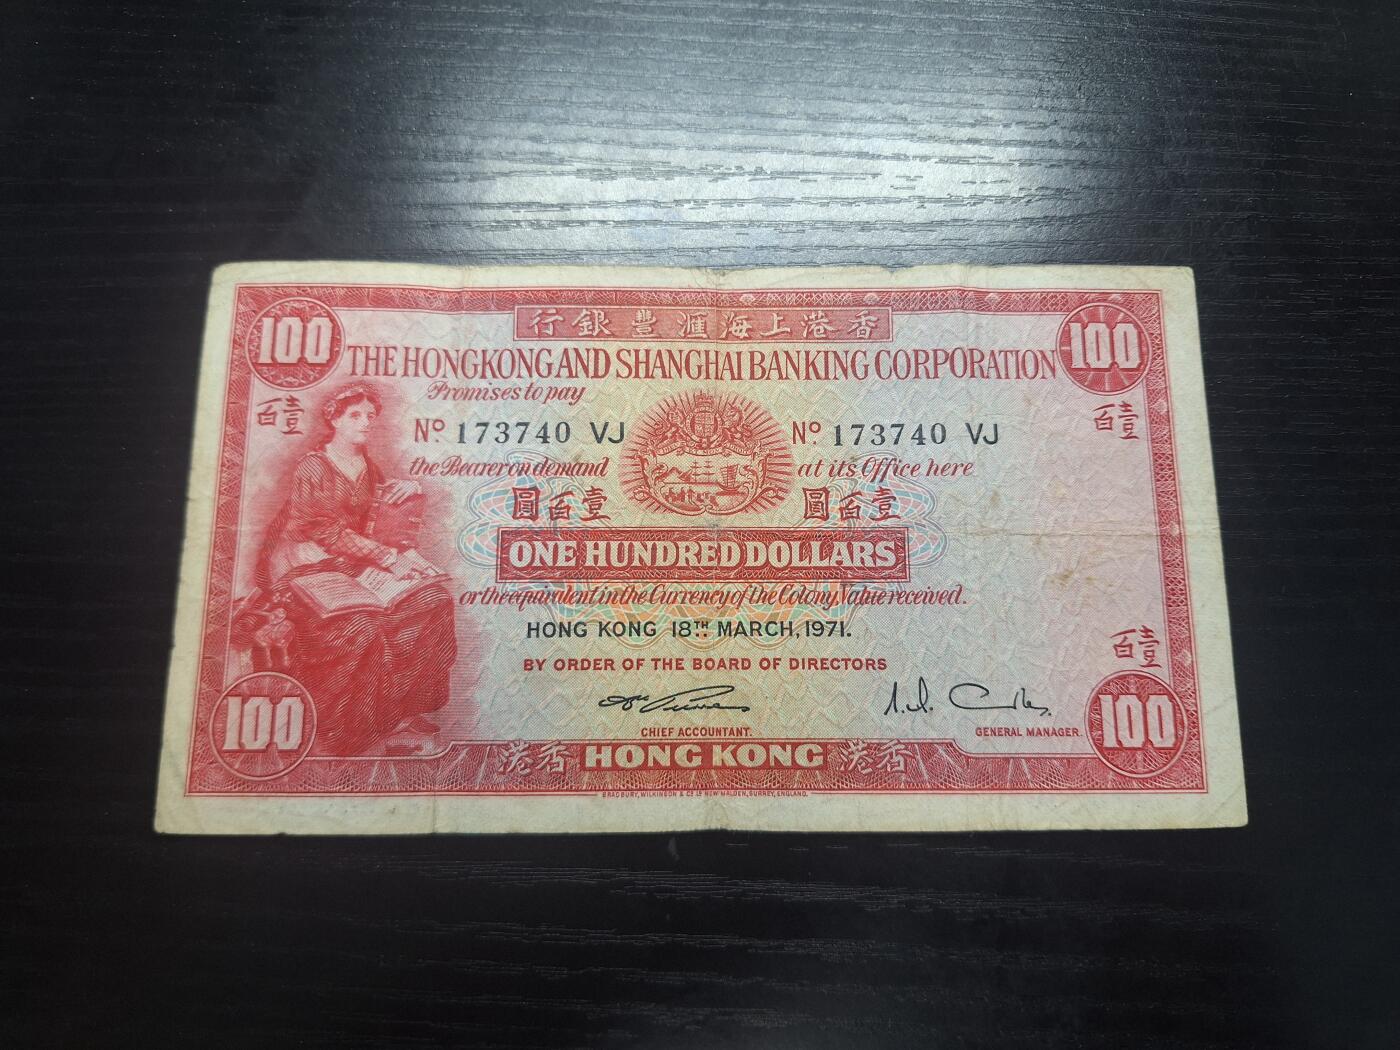 行銀豐滙海上港香
100 100
THE HONGKONG AND SHANGHAI BANKING CORPORATION
Promises to pay
百壹 百壹
Nº 173740 VJ Nº 173740 VJ
the Bearer on demand at its Office here
圓百壹 圓百壹
ONE HUNDRED DOLLARS
or the equivalent in the Currency of the Colony, Value received.
HONG KONG 18TH MARCH, 1971.
百壹
BY ORDER OF THE BOARD OF DIRECTORS
100 100
CHIEF ACCOUNTANT. GENERAL MANAGER.
港香 HONG KONG 港香
BRADBURY, WILKINSON & Cº Lº NEW MALDEN, SURREY, ENGLAND.